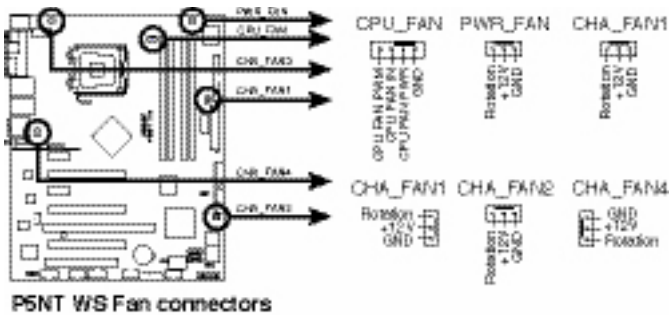 PWR_FAN
CPU_FAN
CHA_FAN1
CHA_FAN4
CPU_FAN
CPU FAN PWM
CPU FAN IN
CPU FAN PWR
GND
PWR_FAN
Rotation
+12V
GND
CHA_FAN1
Rotation
+12V
GND
CHA_FAN1
Rotation
+12V
GND
CHA_FAN2
Rotation
+12V
GND
CHA_FAN4
GND
+12V
Rotation
P5NT WS Fan connectors